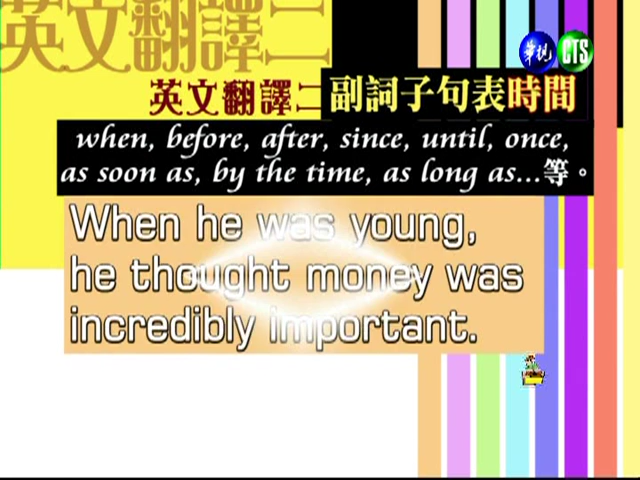 英文翻譯二
華視 CTS
英文翻譯二 副詞子句表時間
when, before, after, since, until, once,
as soon as, by the time, as long as...等。
When he was young,
he thought money was
incredibly important.